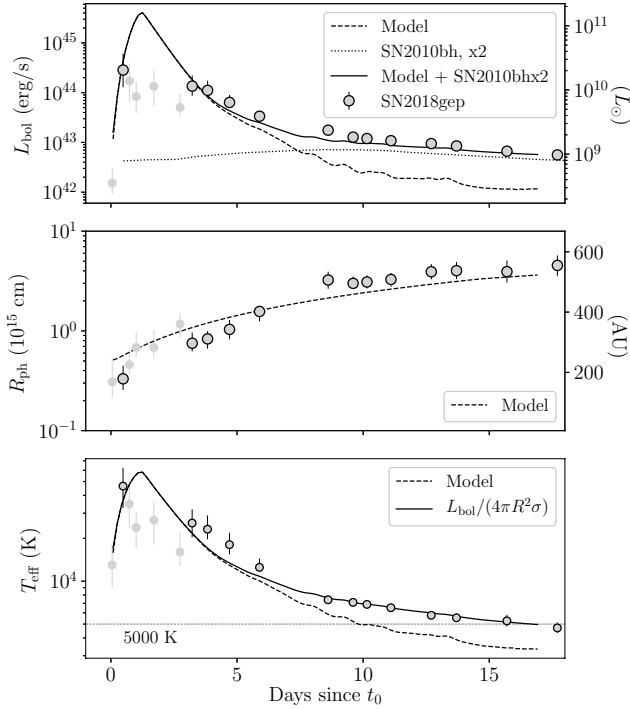 10^45
10^44
10^43
10^42
L_bol (erg/s)
Model
SN2010bh, x2
Model + SN2010bhx2
SN2018gep
10^11
10^10
10^9
(L_⊙)
10^1
10^0
10^−1
R_ph (10^15 cm)
Model
600
400
200
(AU)
10^4
T_eff (K)
Model
L_bol/(4πR^2σ)
5000 K
0 5 10 15
Days since t_0